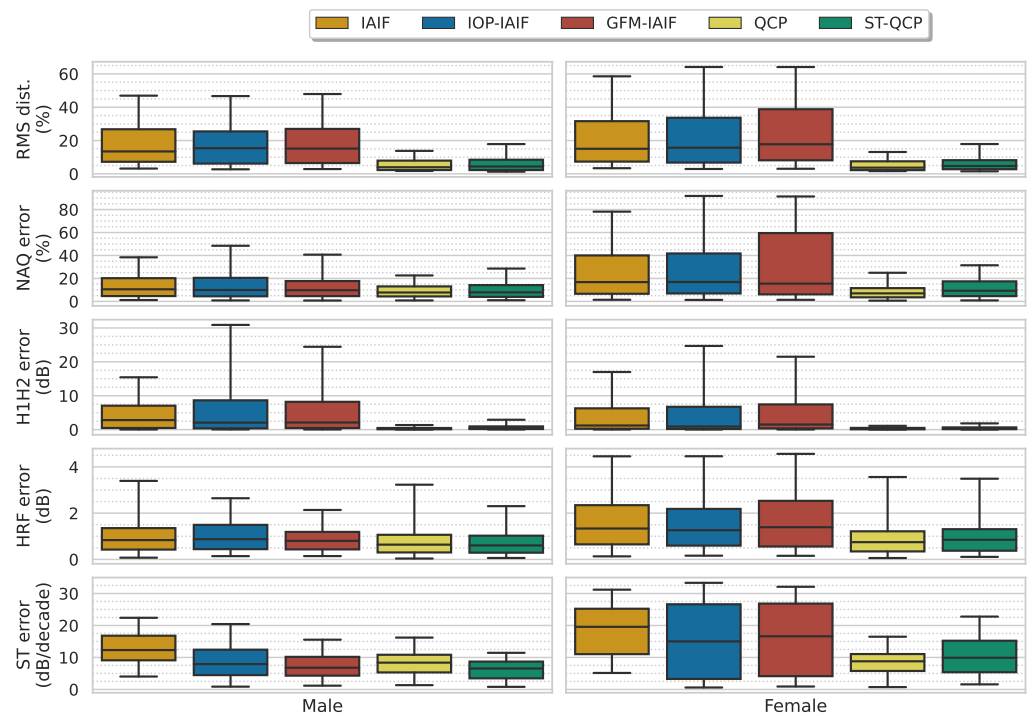 IAIF IOP-IAIF GFM-IAIF QCP ST-QCP
RMS dist.
(%)
60
40
20
0
NAQ error
(%)
80
60
40
20
0
H1H2 error
(dB)
30
20
10
0
HRF error
(dB)
4
2
0
ST error
(dB/decade)
30
20
10
0
Male Female